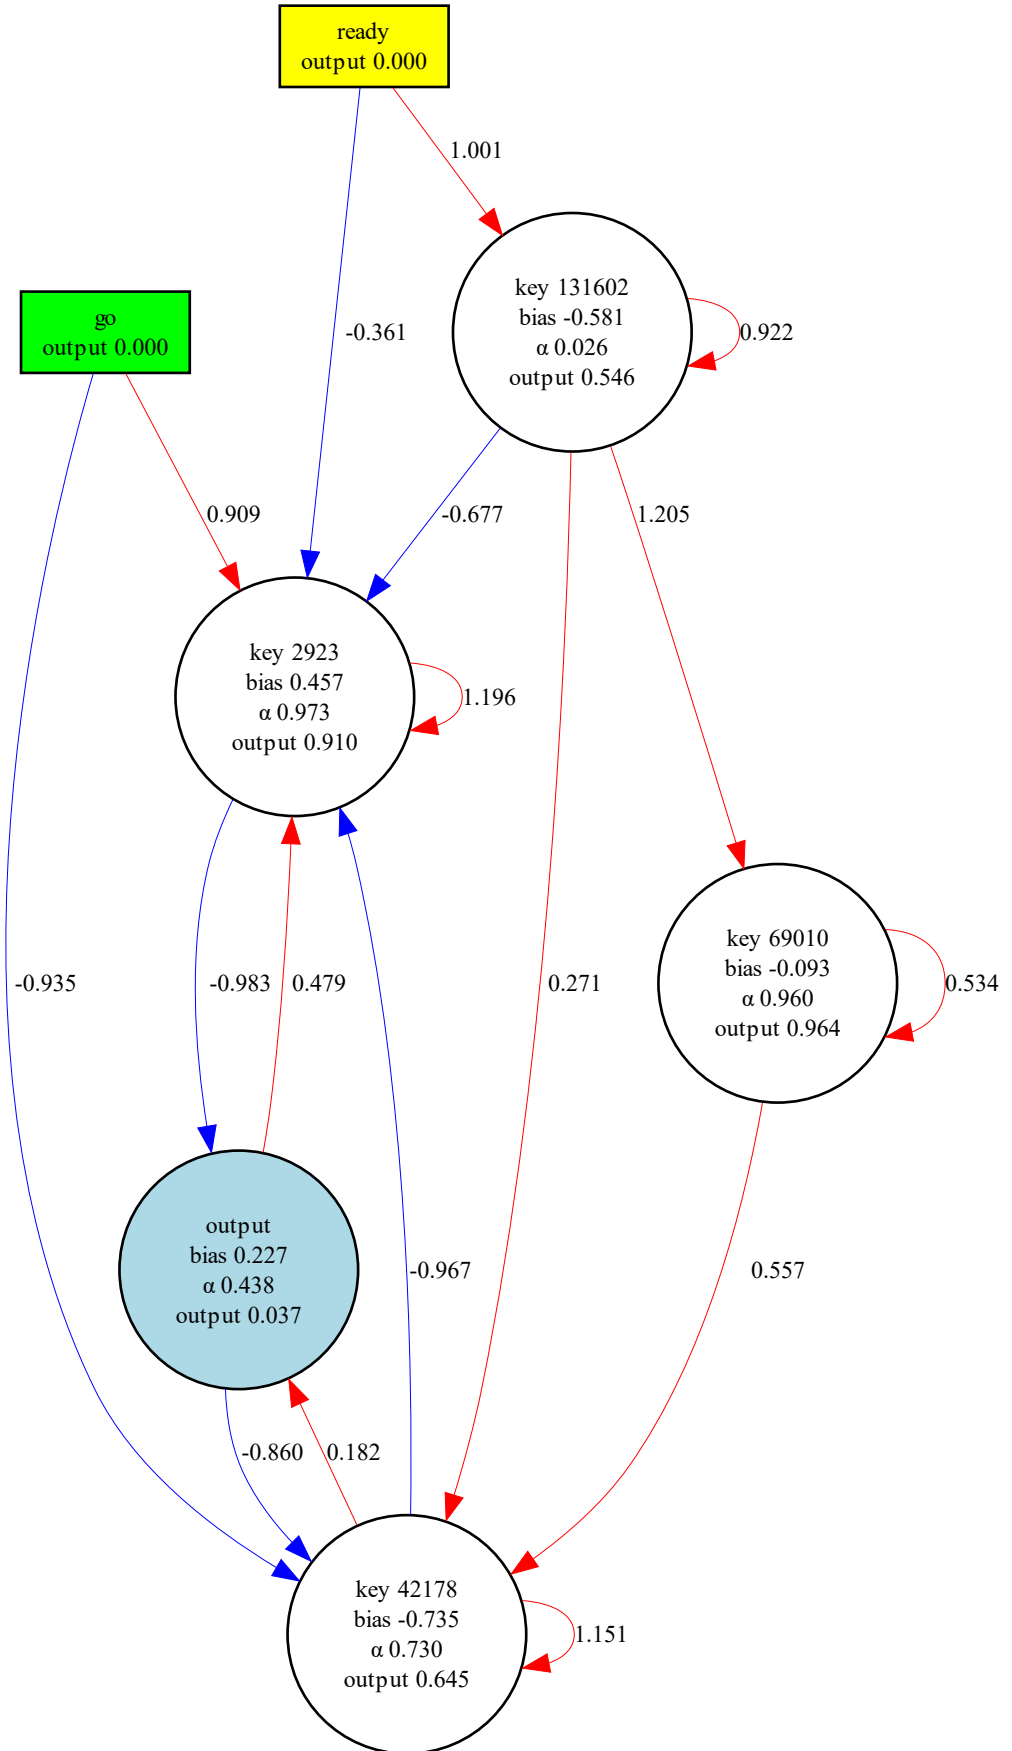 ready
output 0.000
1.001
key 131602
bias -0.581
α 0.026
output 0.546
0.922
go
output 0.000
-0.361
0.909
-0.677
1.205
key 2923
bias 0.457
α 0.973
output 0.910
1.196
key 69010
bias -0.093
α 0.960
output 0.964
0.534
-0.935
-0.983
0.479
0.271
output
bias 0.227
α 0.438
output 0.037
-0.967
0.557
-0.860
0.182
key 42178
bias -0.735
α 0.730
output 0.645
1.151